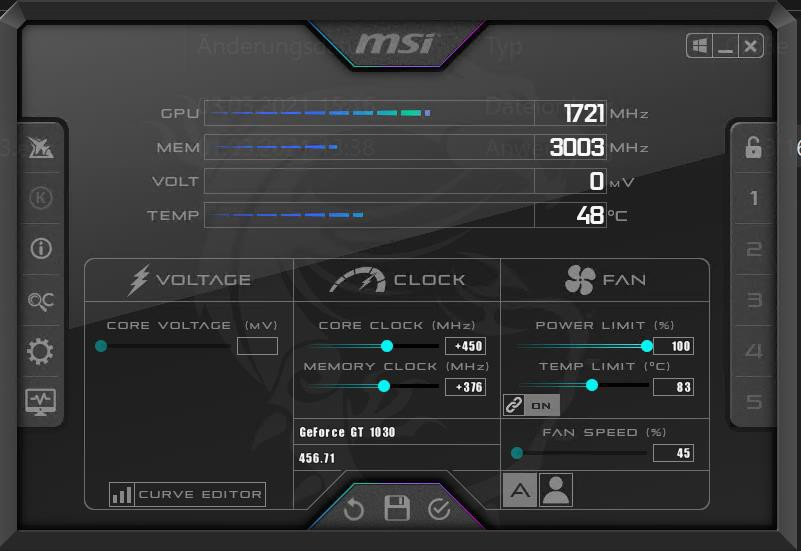 msi
Änderungsd
Typ
GPU 1721 MHz
MEM 3003 MHz
VOLT 0 mV
TEMP 48 °C
K
1
2
3
4
5
VOLTAGE
CORE VOLTAGE (MV)
CURVE EDITOR
CLOCK
CORE CLOCK (MHz)
+450
MEMORY CLOCK (MHz)
+376
GeForce GT 1030
456.71
FAN
POWER LIMIT (%)
100
TEMP LIMIT (°C)
83
ON
FAN SPEED (%)
45
A